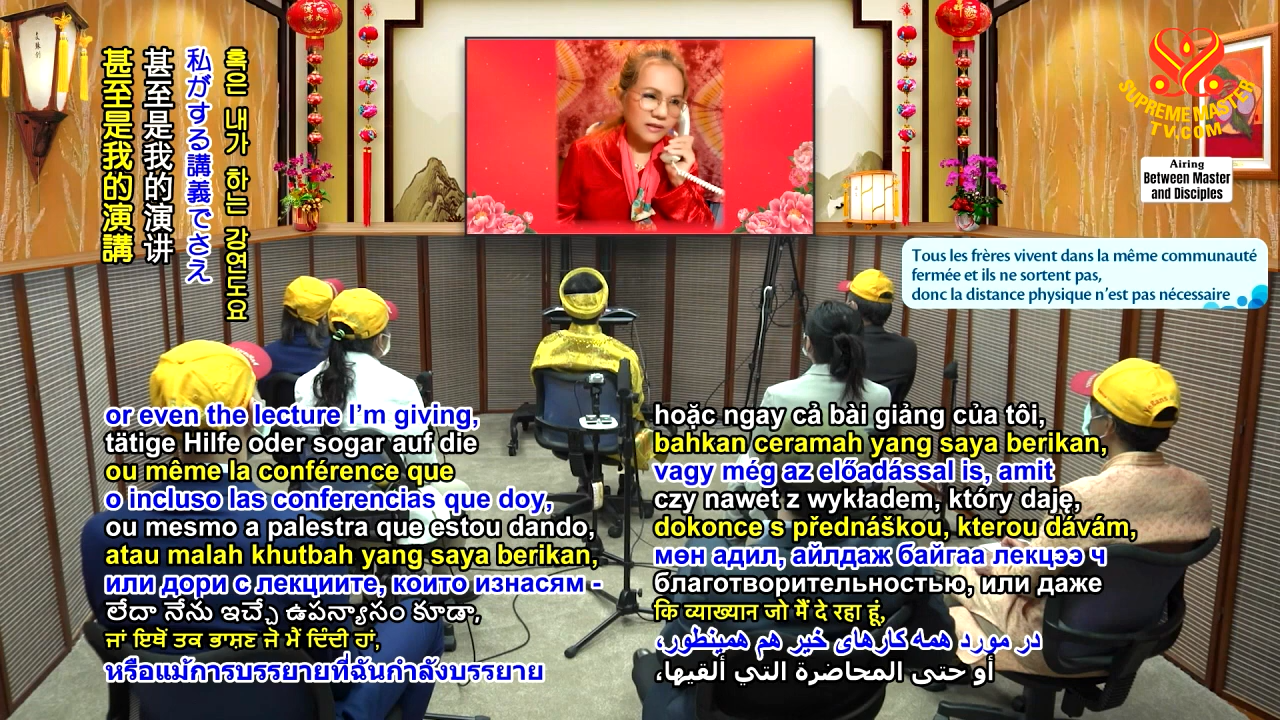 혹은 내가 하는 강연도요
私がする講義でさえ
甚至是我的演讲
甚至是我的演講
SUPREME MASTER
TV.COM
Airing
Between Master
and Disciples
Tous les frères vivent dans la même communauté
fermée et ils ne sortent pas,
donc la distance physique n’est pas nécessaire
or even the lecture I’m giving,
tätige Hilfe oder sogar auf die
ou même la conférence que
o incluso las conferencias que doy,
ou mesmo a palestra que estou dando,
atau malah khutbah yang saya berikan,
или дори с лекциите, които изнасям -
లేదా నేను ఇచ్చే ఉపన్యాసం కూడా,
ਜਾਂ ਇਥੋਂ ਤਕ ਭਾਸ਼ਣ ਜੋ ਮੈਂ ਦਿੰਦੀ ਹਾਂ,
หรือแม้การบรรยายที่ฉันกำลังบรรยาย
hoặc ngay cả bài giảng của tôi,
bahkan ceramah yang saya berikan,
vagy még az előadással is, amit
czy nawet z wykładem, który daję,
dokonce s přednáškou, kterou dávám,
мөн адил, айлдаж байгаа лекцээ ч
благотворительностью, или даже
कि व्याख्यान जो मैं दे रहा हूं,
در مورد همه کارهای خیر هم همینطور،
أو حتى المحاضرة التي ألقيها،